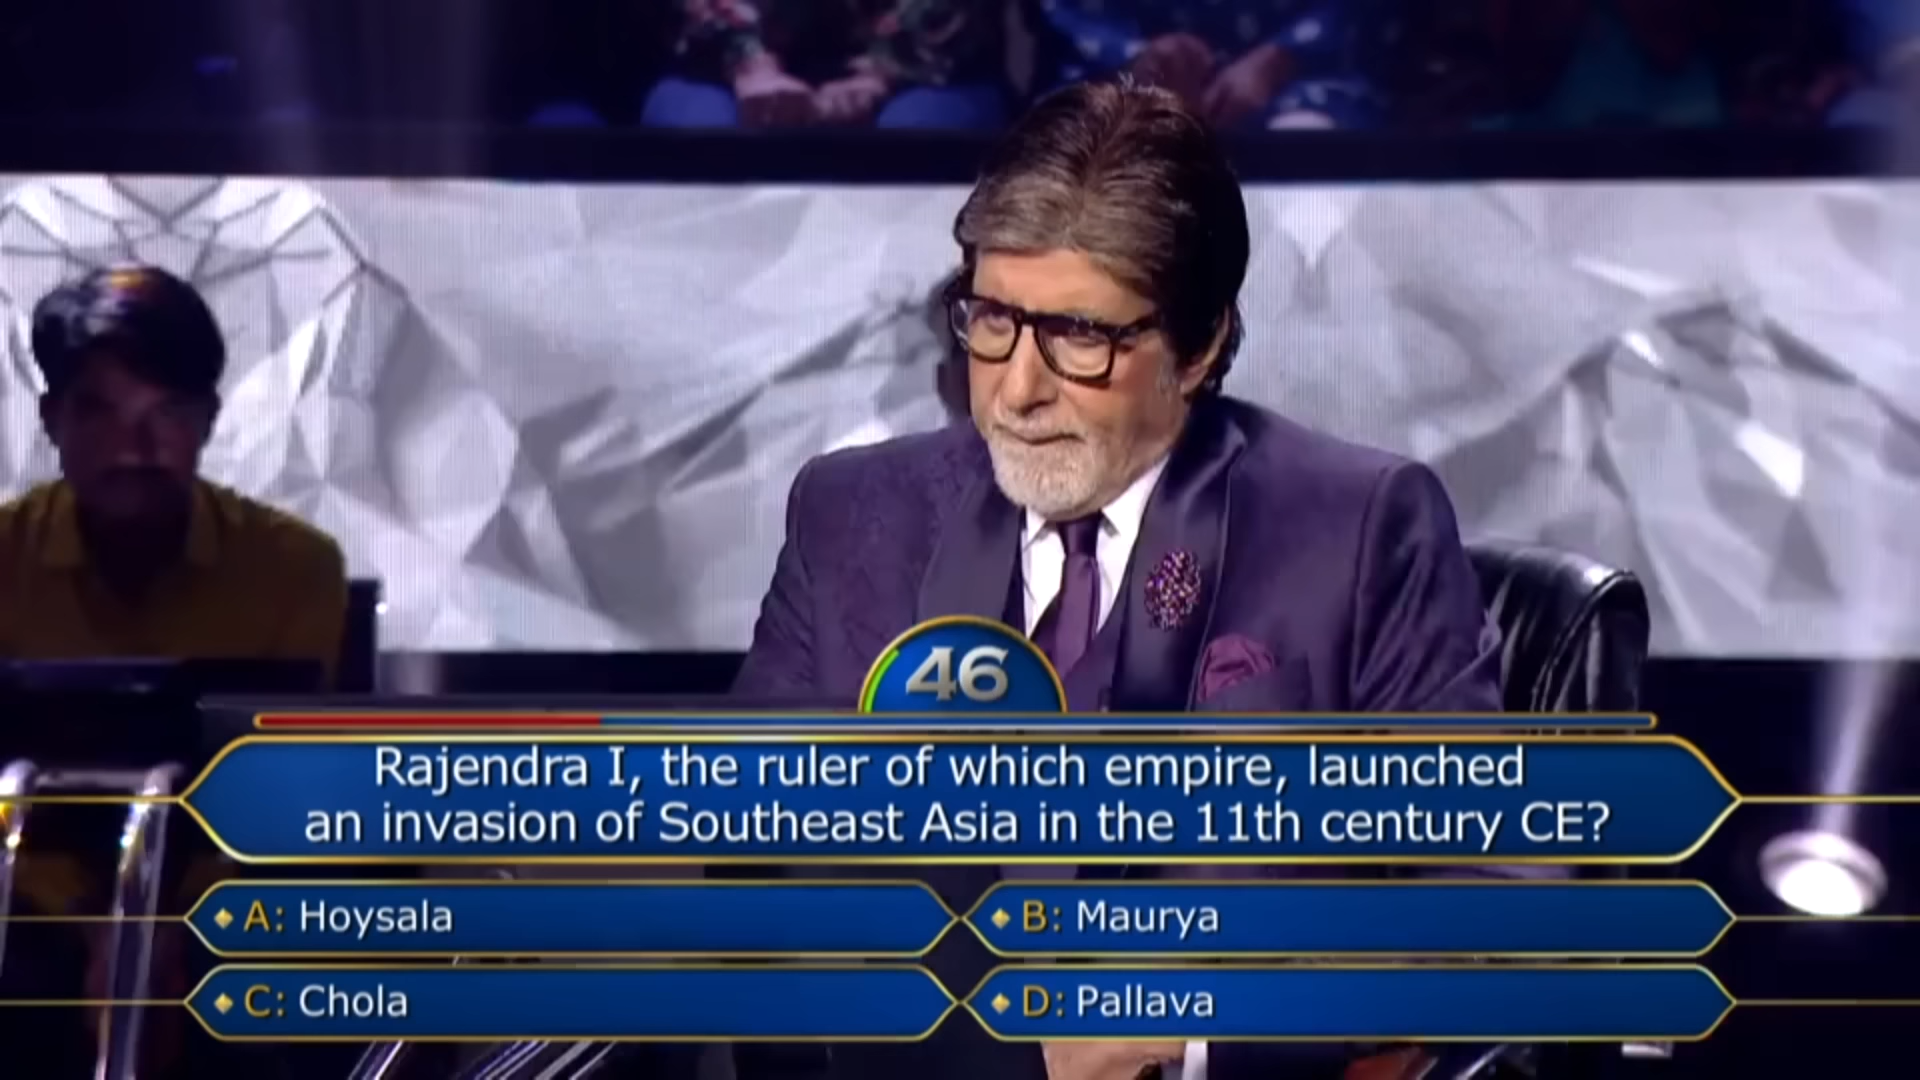 46
Rajendra I, the ruler of which empire, launched
an invasion of Southeast Asia in the 11th century CE?
A: Hoysala
B: Maurya
C: Chola
D: Pallava